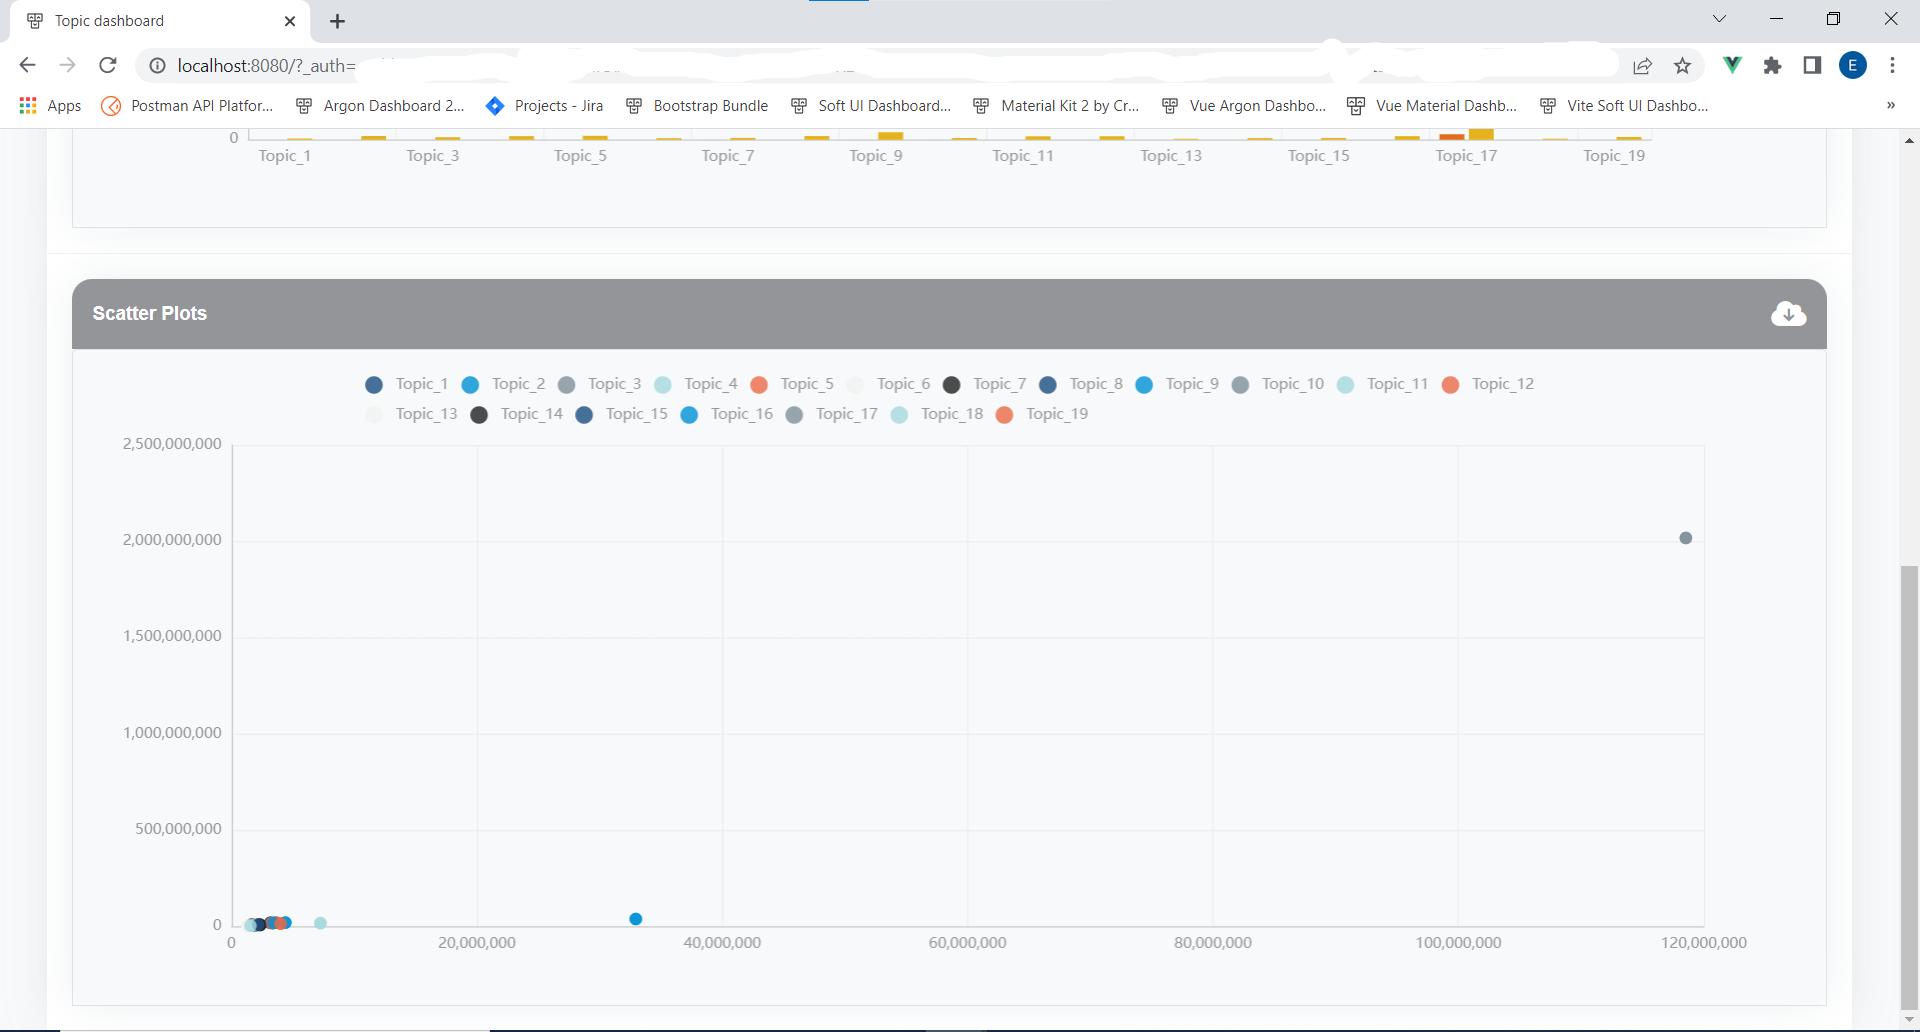 Topic dashboard
localhost:8080/?_auth=
Apps Postman API Platfor... Argon Dashboard 2... Projects - Jira Bootstrap Bundle Soft UI Dashboard... Material Kit 2 by Cr... Vue Argon Dashbo... Vue Material Dashb... Vite Soft UI Dashbo... »
E
0
Topic_1 Topic_3 Topic_5 Topic_7 Topic_9 Topic_11 Topic_13 Topic_15 Topic_17 Topic_19
Scatter Plots
Topic_1 Topic_2 Topic_3 Topic_4 Topic_5 Topic_6 Topic_7 Topic_8 Topic_9 Topic_10 Topic_11 Topic_12
Topic_13 Topic_14 Topic_15 Topic_16 Topic_17 Topic_18 Topic_19
2,500,000,000
2,000,000,000
1,500,000,000
1,000,000,000
500,000,000
0
0 20,000,000 40,000,000 60,000,000 80,000,000 100,000,000 120,000,000